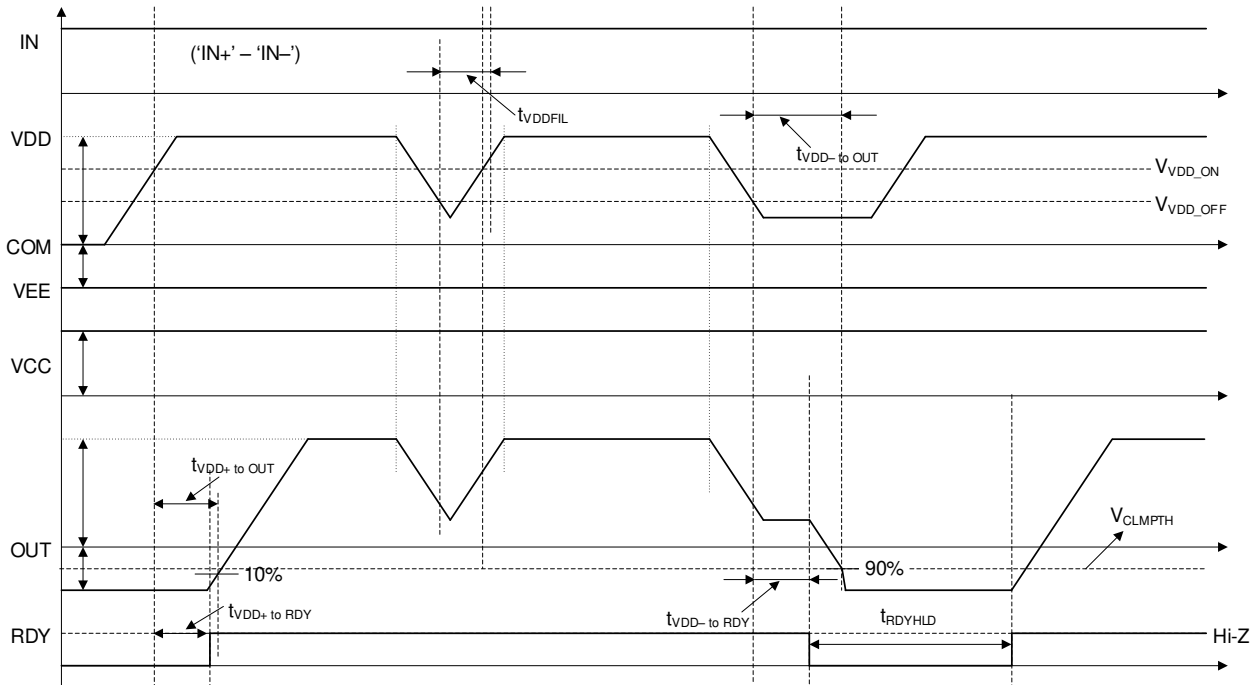 IN
('IN+' – 'IN–')
tVDDFIL
VDD
tVDD– to OUT
VVDD_ON
VVDD_OFF
COM
VEE
VCC
tVDD+ to OUT
VCLMPTH
OUT
10%
90%
tVDD+ to RDY
tVDD– to RDY
tRDYHLD
RDY
Hi-Z